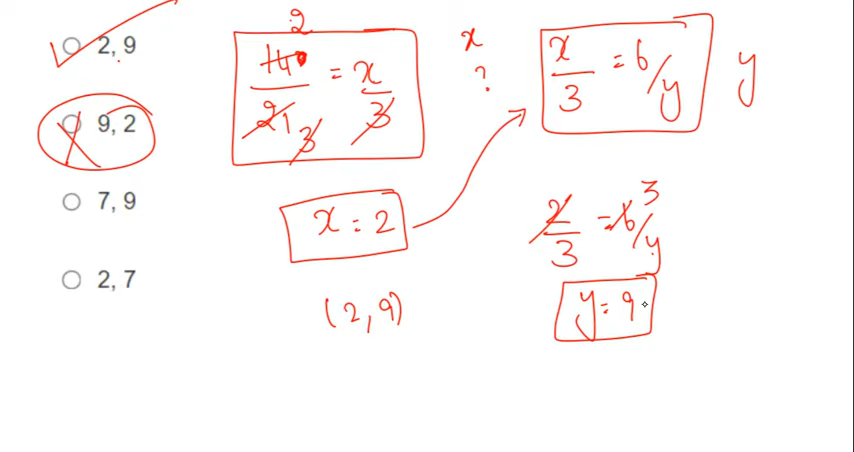 2, 9
9, 2
7, 9
2, 7
2
14/21 = x/3
3
x
?
x/3 = 6/y
y
x = 2
2/3 = 6/y
3
(2, 9)
y = 9